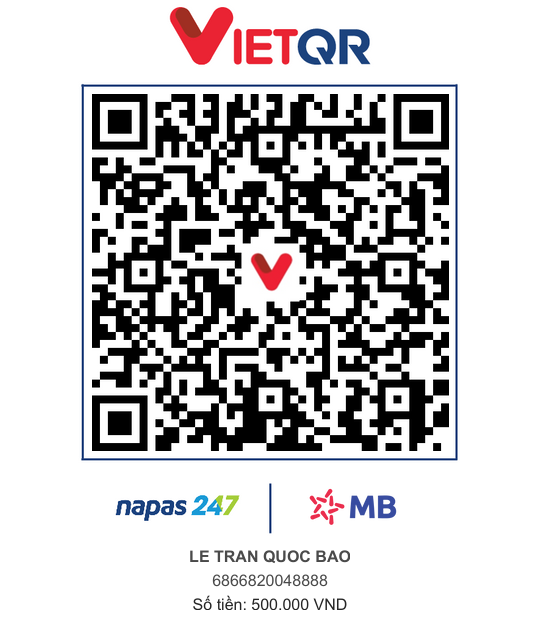 VIETQR
napas 247
MB
LE TRAN QUOC BAO
6866820048888
Số tiền: 500.000 VND